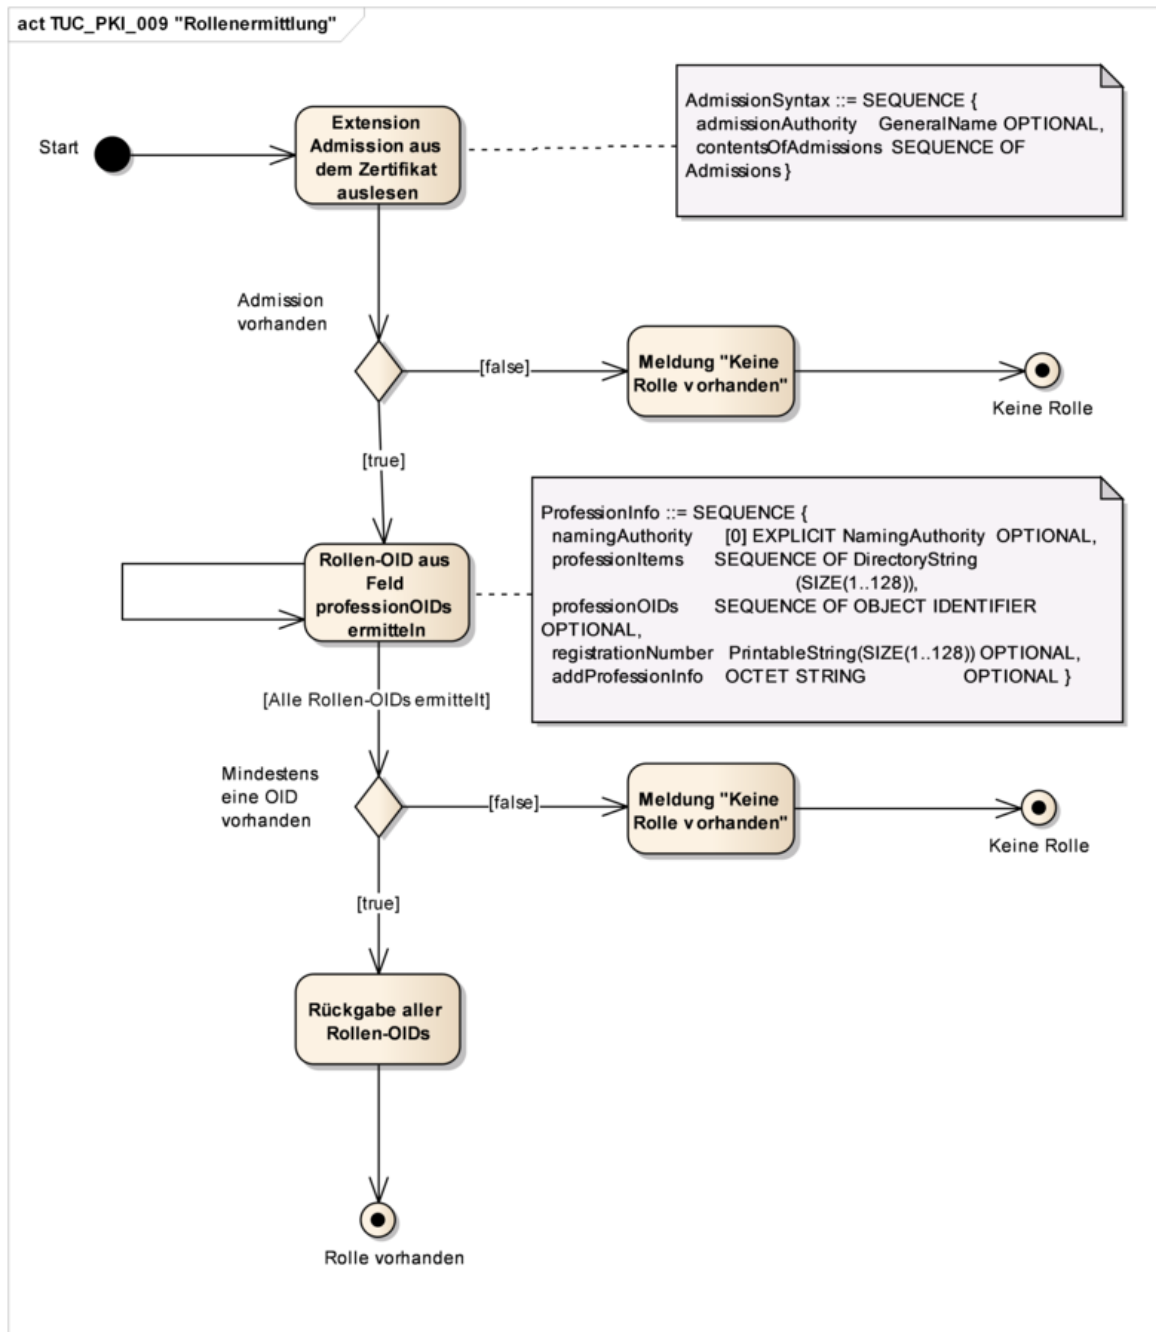 act TUC_PKI_009 "Rollenermittlung"
Start
Extension
Admission aus
dem Zertifikat
auslesen
AdmissionSyntax ::= SEQUENCE {
admissionAuthority GeneralName OPTIONAL,
contentsOfAdmissions SEQUENCE OF
Admissions }
Admission
vorhanden
[false]
Meldung "Keine
Rolle vorhanden"
Keine Rolle
[true]
Rollen-OID aus
Feld
professionOIDs
ermitteln
ProfessionInfo ::= SEQUENCE {
namingAuthority [0] EXPLICIT NamingAuthority OPTIONAL,
professionItems SEQUENCE OF DirectoryString
(SIZE(1..128)),
professionOIDs SEQUENCE OF OBJECT IDENTIFIER
OPTIONAL,
registrationNumber PrintableString(SIZE(1..128)) OPTIONAL,
addProfessionInfo OCTET STRING OPTIONAL }
[Alle Rollen-OIDs ermittelt]
Mindestens
eine OID
vorhanden
[false]
Meldung "Keine
Rolle vorhanden"
Keine Rolle
[true]
Rückgabe aller
Rollen-OIDs
Rolle vorhanden